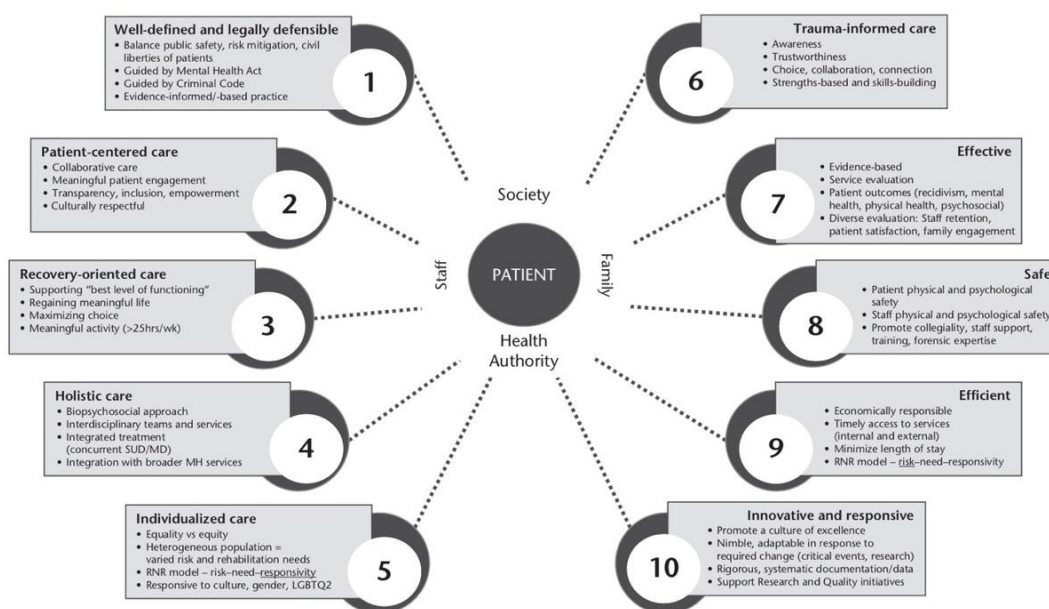 Well-defined and legally defensible
• Balance public safety, risk mitigation, civil
liberties of patients
• Guided by Mental Health Act
• Guided by Criminal Code
• Evidence-informed/-based practice
1
Patient-centered care
• Collaborative care
• Meaningful patient engagement
• Transparency, inclusion, empowerment
• Culturally respectful
2
Recovery-oriented care
• Supporting "best level of functioning"
• Regaining meaningful life
• Maximizing choice
• Meaningful activity (>25hrs/wk)
3
Holistic care
• Biopsychosocial approach
• Interdisciplinary teams and services
• Integrated treatment
(concurrent SUD/MD)
• Integration with broader MH services
4
Individualized care
• Equality vs equity
• Heterogeneous population =
varied risk and rehabilitation needs
• RNR model – risk–need–responsivity
• Responsive to culture, gender, LGBTQ2
5
Society
Staff
PATIENT
Family
Health
Authority
Trauma-informed care
• Awareness
• Trustworthiness
• Choice, collaboration, connection
• Strengths-based and skills-building
6
Effective
• Evidence-based
• Service evaluation
• Patient outcomes (recidivism, mental
health, physical health, psychosocial)
• Diverse evaluation: Staff retention,
patient satisfaction, family engagement
7
Safe
• Patient physical and psychological
safety
• Staff physical and psychological safety
• Promote collegiality, staff support,
training, forensic expertise
8
Efficient
• Economically responsible
• Timely access to services
(internal and external)
• Minimize length of stay
• RNR model – risk–need–responsivity
9
Innovative and responsive
• Promote a culture of excellence
• Nimble, adaptable in response to
required change (critical events, research)
• Rigorous, systematic documentation/data
• Support Research and Quality initiatives
10